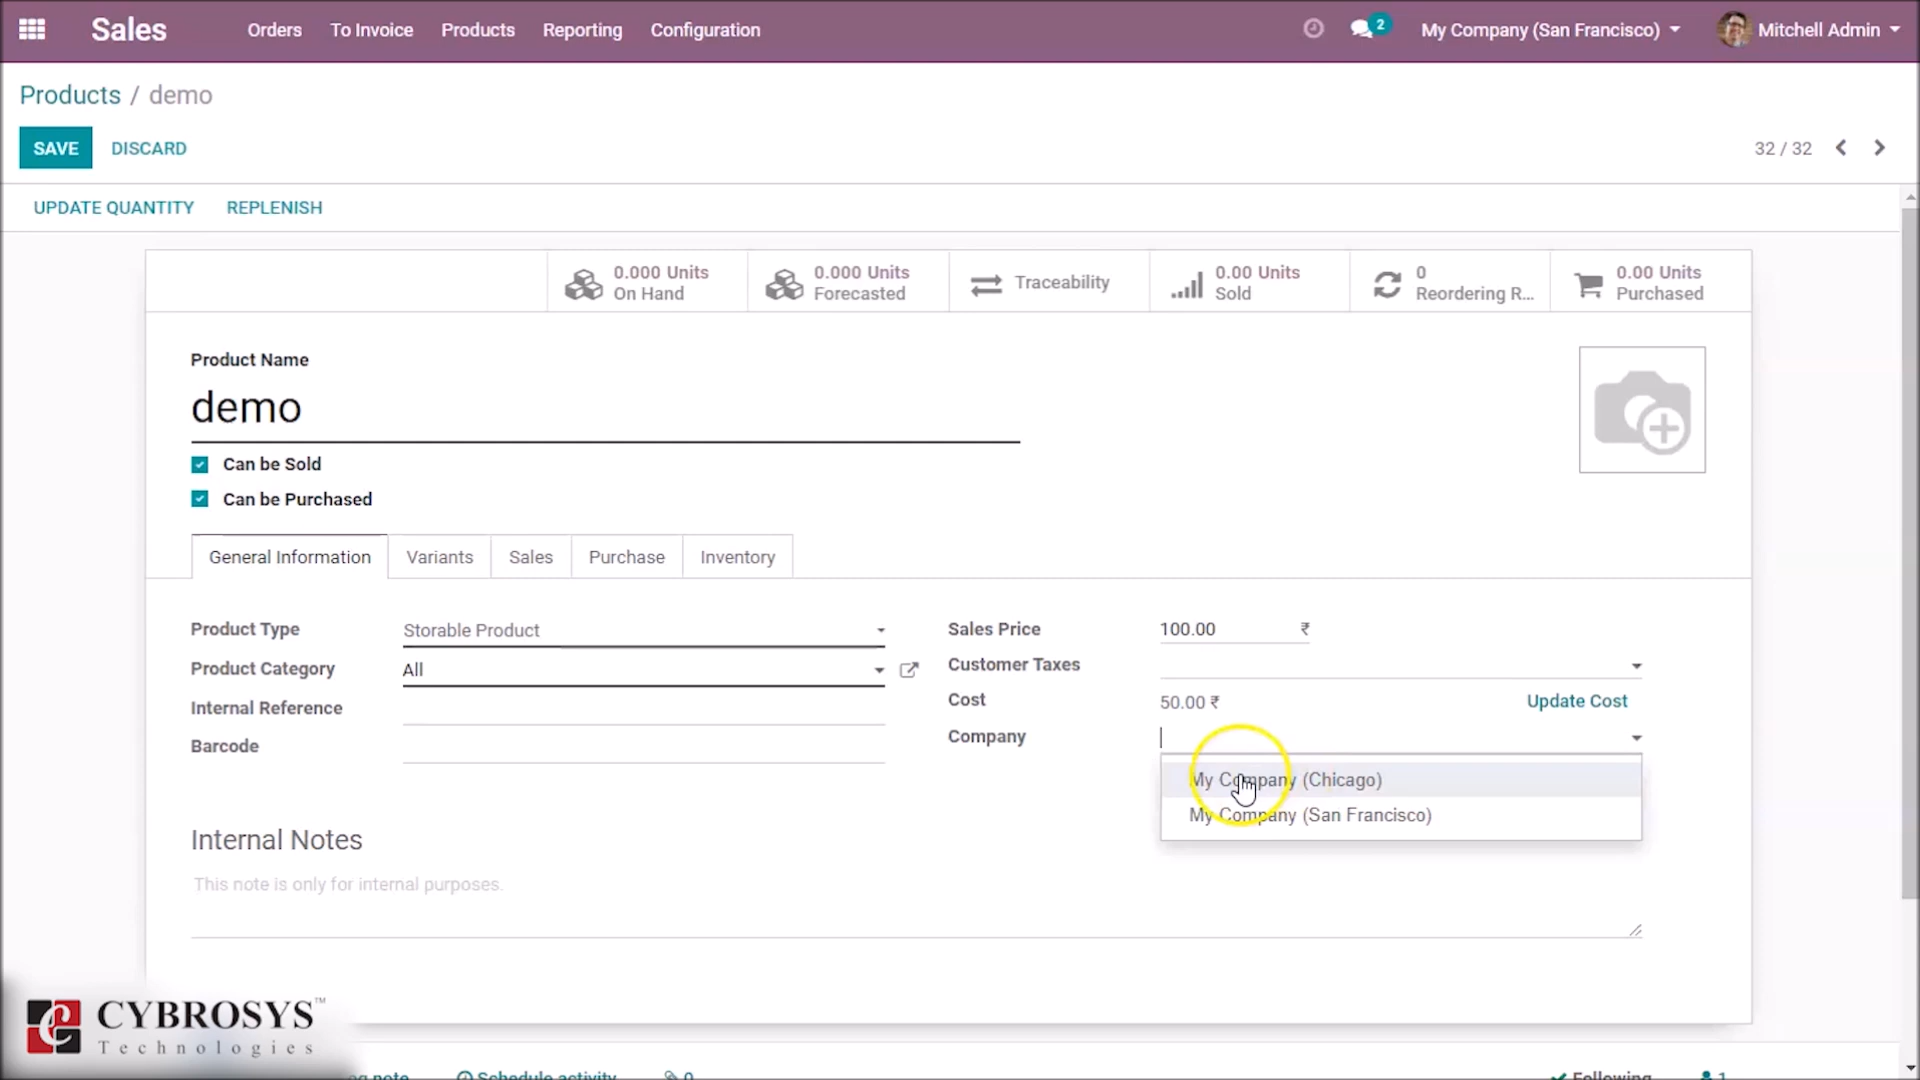 Sales Orders To Invoice Products Reporting Configuration 2 My Company (San Francisco) Mitchell Admin
Products / demo
SAVE DISCARD 32 / 32
UPDATE QUANTITY REPLENISH
0.000 Units On Hand
0.000 Units Forecasted
Traceability
0.00 Units Sold
0 Reordering R...
0.00 Units Purchased
Product Name
demo
Can be Sold
Can be Purchased
General Information Variants Sales Purchase Inventory
Product Type Storable Product
Product Category All
Internal Reference
Barcode
Sales Price 100.00 ₹
Customer Taxes
Cost 50.00 ₹ Update Cost
Company
My Company (Chicago)
My Company (San Francisco)
Internal Notes
This note is only for internal purposes.
CYBROSYS™
Technologies
note Schedule activity 0 Following 1